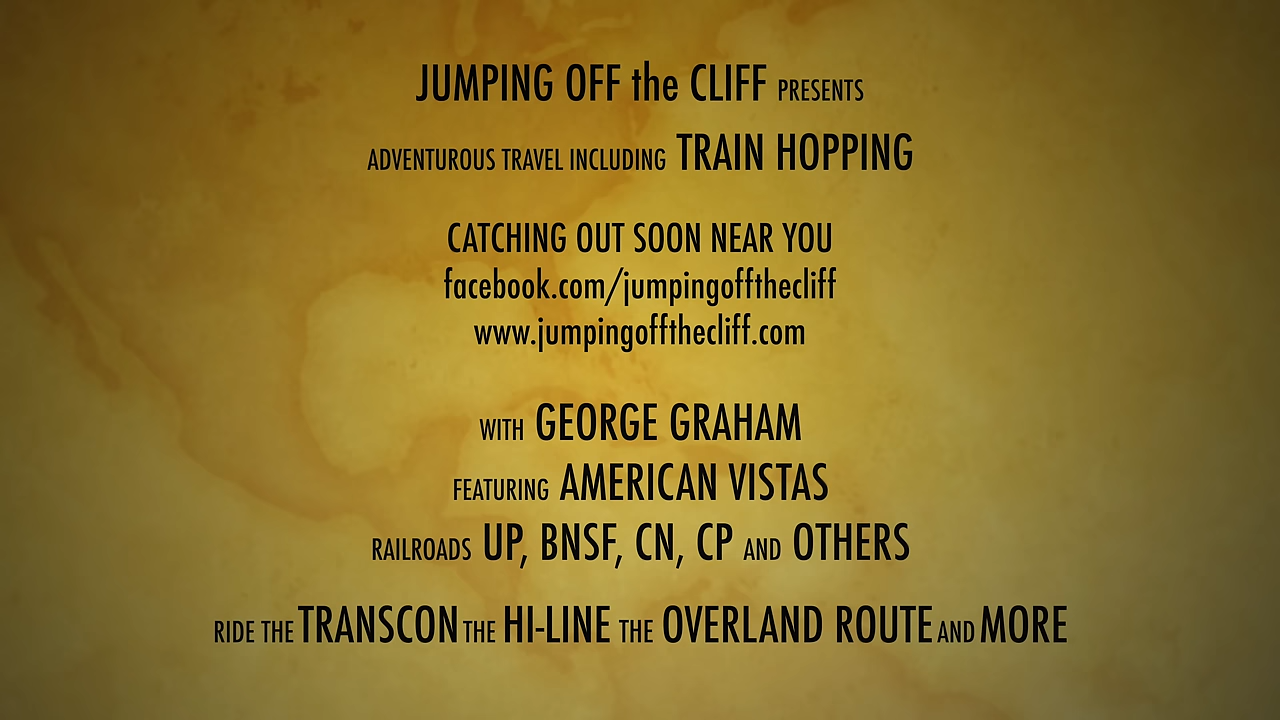 JUMPING OFF the CLIFF PRESENTS
ADVENTUROUS TRAVEL INCLUDING TRAIN HOPPING
CATCHING OUT SOON NEAR YOU
facebook.com/jumpingoffthecliff
www.jumpingoffthecliff.com
WITH GEORGE GRAHAM
FEATURING AMERICAN VISTAS
RAILROADS UP, BNSF, CN, CP AND OTHERS
RIDE THE TRANSCON THE HI-LINE THE OVERLAND ROUTE AND MORE